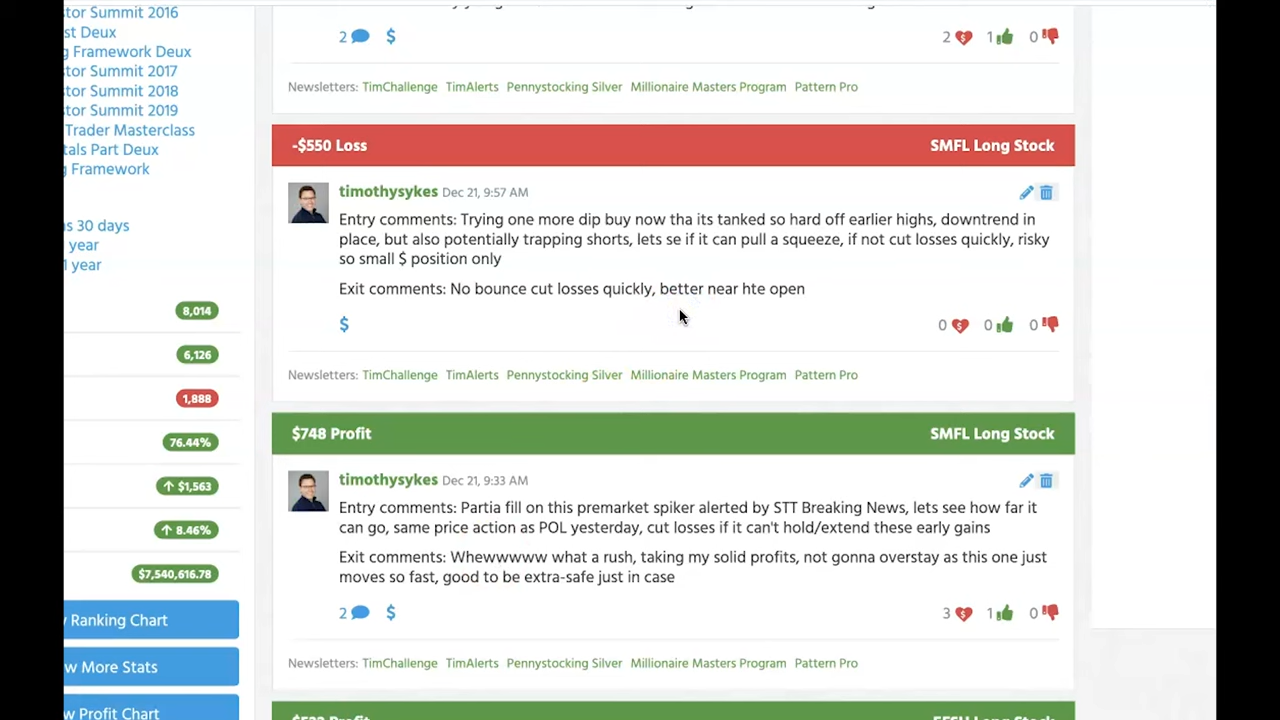 stor Summit 2016
st Deux
g Framework Deux
stor Summit 2017
stor Summit 2018
stor Summit 2019
Trader Masterclass
tals Part Deux
g Framework
as 30 days
year
1 year
8,014
6,126
1,888
76.44%
↑ $1,563
↑ 8.46%
$7,540,616.78
y Ranking Chart
w More Stats
w Profit Chart
2 $ 2 1 0
Newsletters: TimChallenge TimAlerts Pennystocking Silver Millionaire Masters Program Pattern Pro
-$550 Loss SMFL Long Stock
timothysykes Dec 21, 9:57 AM
Entry comments: Trying one more dip buy now tha its tanked so hard off earlier highs, downtrend in
place, but also potentially trapping shorts, lets se if it can pull a squeeze, if not cut losses quickly, risky
so small $ position only
Exit comments: No bounce cut losses quickly, better near hte open
$ 0 0 0
Newsletters: TimChallenge TimAlerts Pennystocking Silver Millionaire Masters Program Pattern Pro
$748 Profit SMFL Long Stock
timothysykes Dec 21, 9:33 AM
Entry comments: Partia fill on this premarket spiker alerted by STT Breaking News, lets see how far it
can go, same price action as POL yesterday, cut losses if it can't hold/extend these early gains
Exit comments: Whewwwww what a rush, taking my solid profits, not gonna overstay as this one just
moves so fast, good to be extra-safe just in case
2 $ 3 1 0
Newsletters: TimChallenge TimAlerts Pennystocking Silver Millionaire Masters Program Pattern Pro
Long Stock